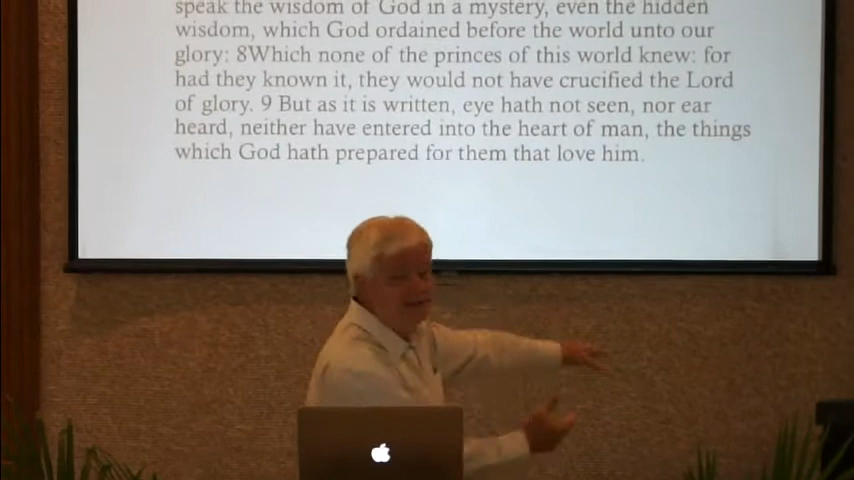 speak the wisdom of God in a mystery, even the hidden
wisdom, which God ordained before the world unto our
glory: 8Which none of the princes of this world knew: for
had they known it, they would not have crucified the Lord
of glory. 9 But as it is written, eye hath not seen, nor ear
heard, neither have entered into the heart of man, the things
which God hath prepared for them that love him.